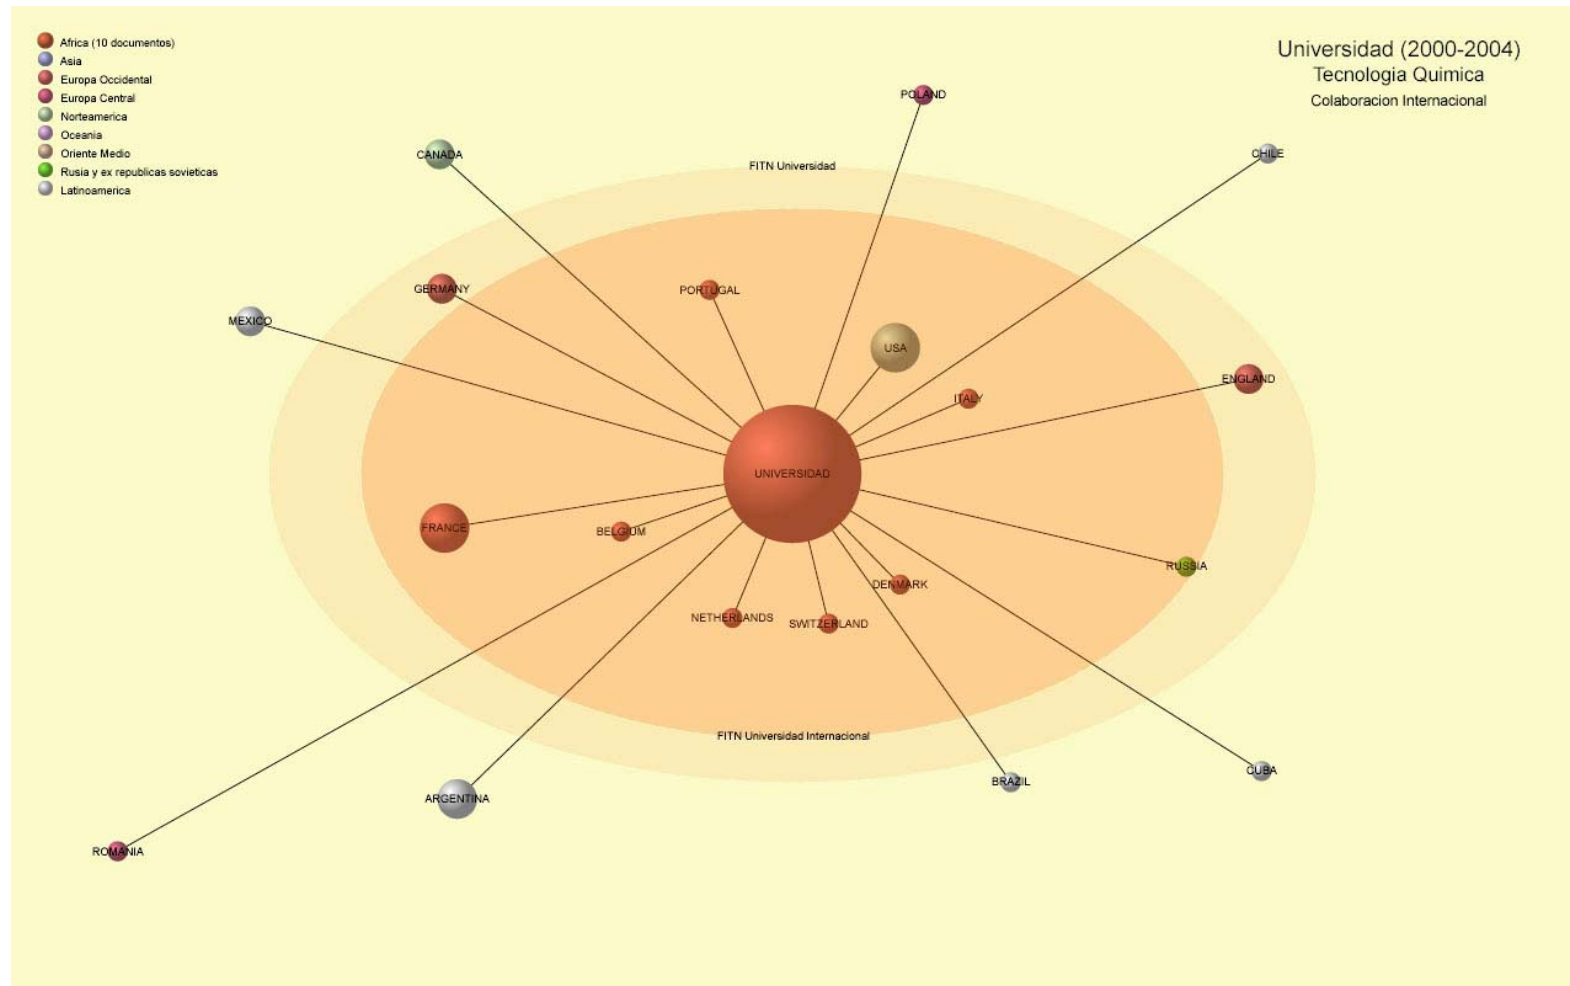 Africa (10 documentos)
Asia
Europa Occidental
Europa Central
Norteamerica
Oceania
Oriente Medio
Rusia y ex republicas sovieticas
Latinoamerica
Universidad (2000-2004)
Tecnologia Quimica
Colaboracion Internacional
POLAND
CANADA
CHILE
FITN Universidad
GERMANY
PORTUGAL
MEXICO
USA
ENGLAND
ITALY
UNIVERSIDAD
FRANCE
BELGIUM
RUSSIA
DENMARK
NETHERLANDS
SWITZERLAND
FITN Universidad Internacional
CUBA
BRAZIL
ARGENTINA
ROMANIA